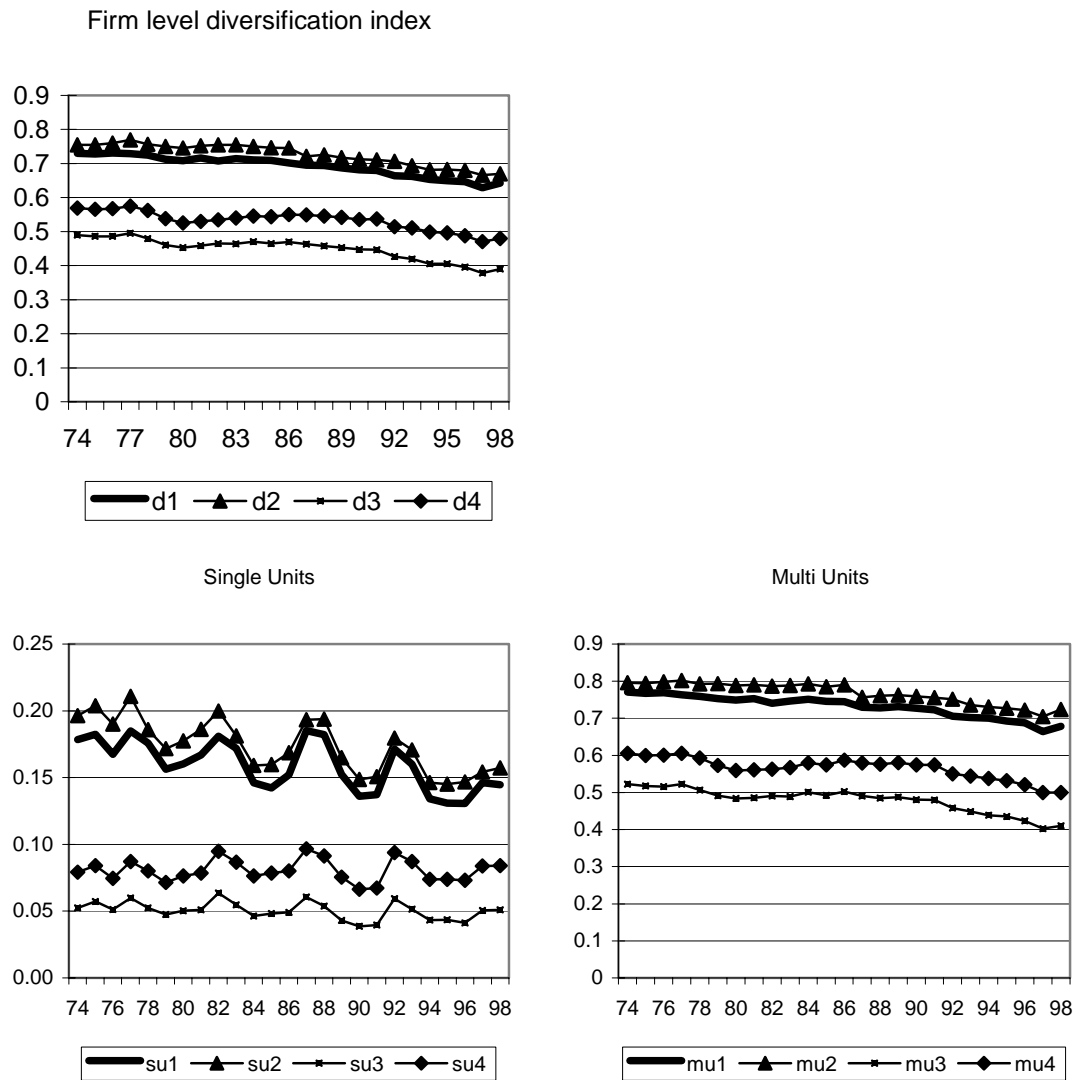 Firm level diversification index
0.9
0.8
0.7
0.6
0.5
0.4
0.3
0.2
0.1
0
74 77 80 83 86 89 92 95 98
d1 d2 d3 d4
Single Units
0.25
0.20
0.15
0.10
0.05
0.00
74 76 78 80 82 84 86 88 90 92 94 96 98
su1 su2 su3 su4
Multi Units
0.9
0.8
0.7
0.6
0.5
0.4
0.3
0.2
0.1
0
74 76 78 80 82 84 86 88 90 92 94 96 98
mu1 mu2 mu3 mu4